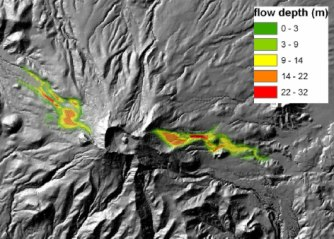 flow depth (m)
0 - 3
3 - 9
9 - 14
14 - 22
22 - 32